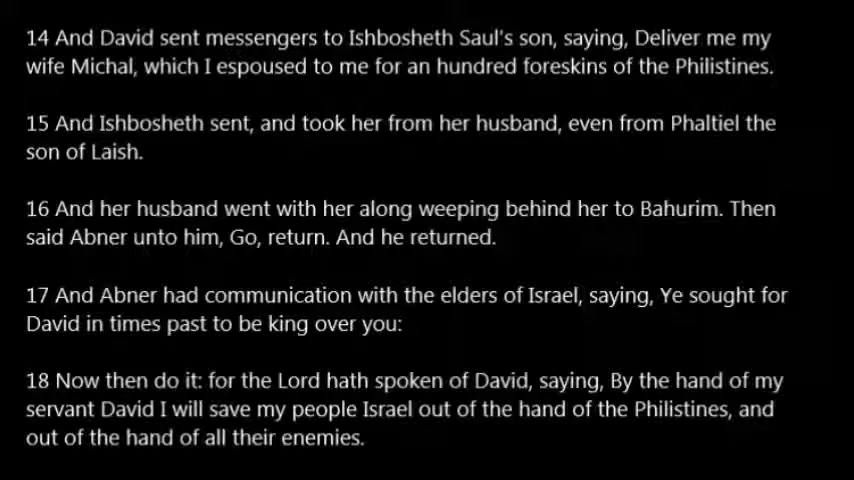 14 And David sent messengers to Ishbosheth Saul's son, saying, Deliver me my
wife Michal, which I espoused to me for an hundred foreskins of the Philistines.
15 And Ishbosheth sent, and took her from her husband, even from Phaltiel the
son of Laish.
16 And her husband went with her along weeping behind her to Bahurim. Then
said Abner unto him, Go, return. And he returned.
17 And Abner had communication with the elders of Israel, saying, Ye sought for
David in times past to be king over you:
18 Now then do it: for the Lord hath spoken of David, saying, By the hand of my
servant David I will save my people Israel out of the hand of the Philistines, and
out of the hand of all their enemies.